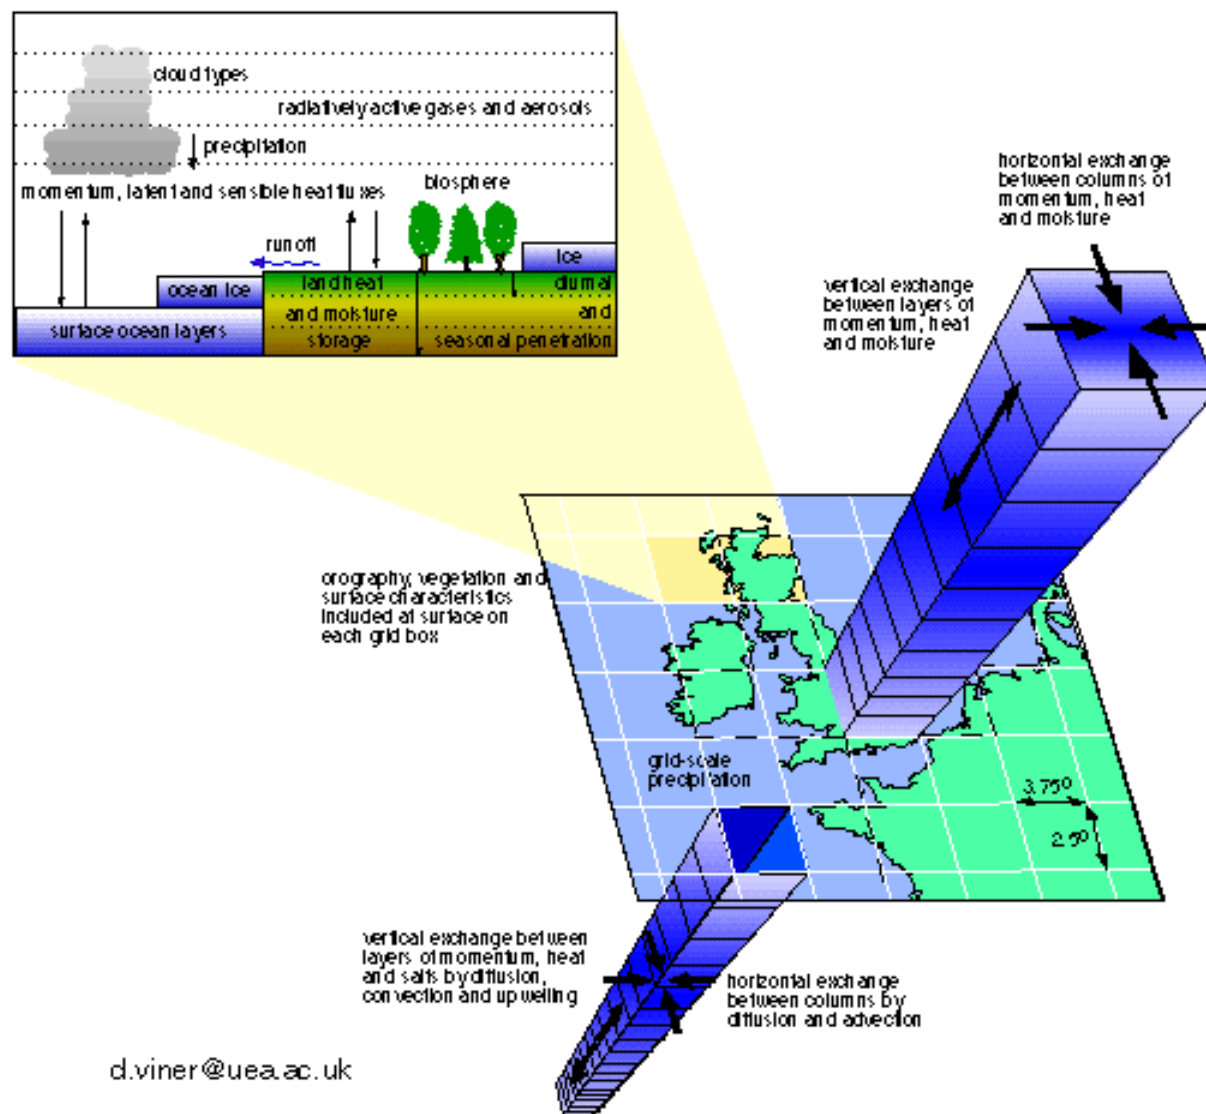 cloud types
radiatively active gases and aerosols
precipitation
momentum, latent and sensible heat fluxes
biosphere
run off
ice
ocean ice
land heat
and moisture
storage
diurnal
and
seasonal penetration
surface ocean layers
horizontal exchange
between columns of
momentum, heat
and moisture
vertical exchange
between layers of
momentum, heat
and moisture
orography, vegetation and
surface characteristics
included at surface on
each grid box
grid-scale
precipitation
3.75°
2.5°
vertical exchange between
layers of momentum, heat
and salts by diffusion,
convection and upwelling
horizontal exchange
between columns by
diffusion and advection
d.viner@uea.ac.uk